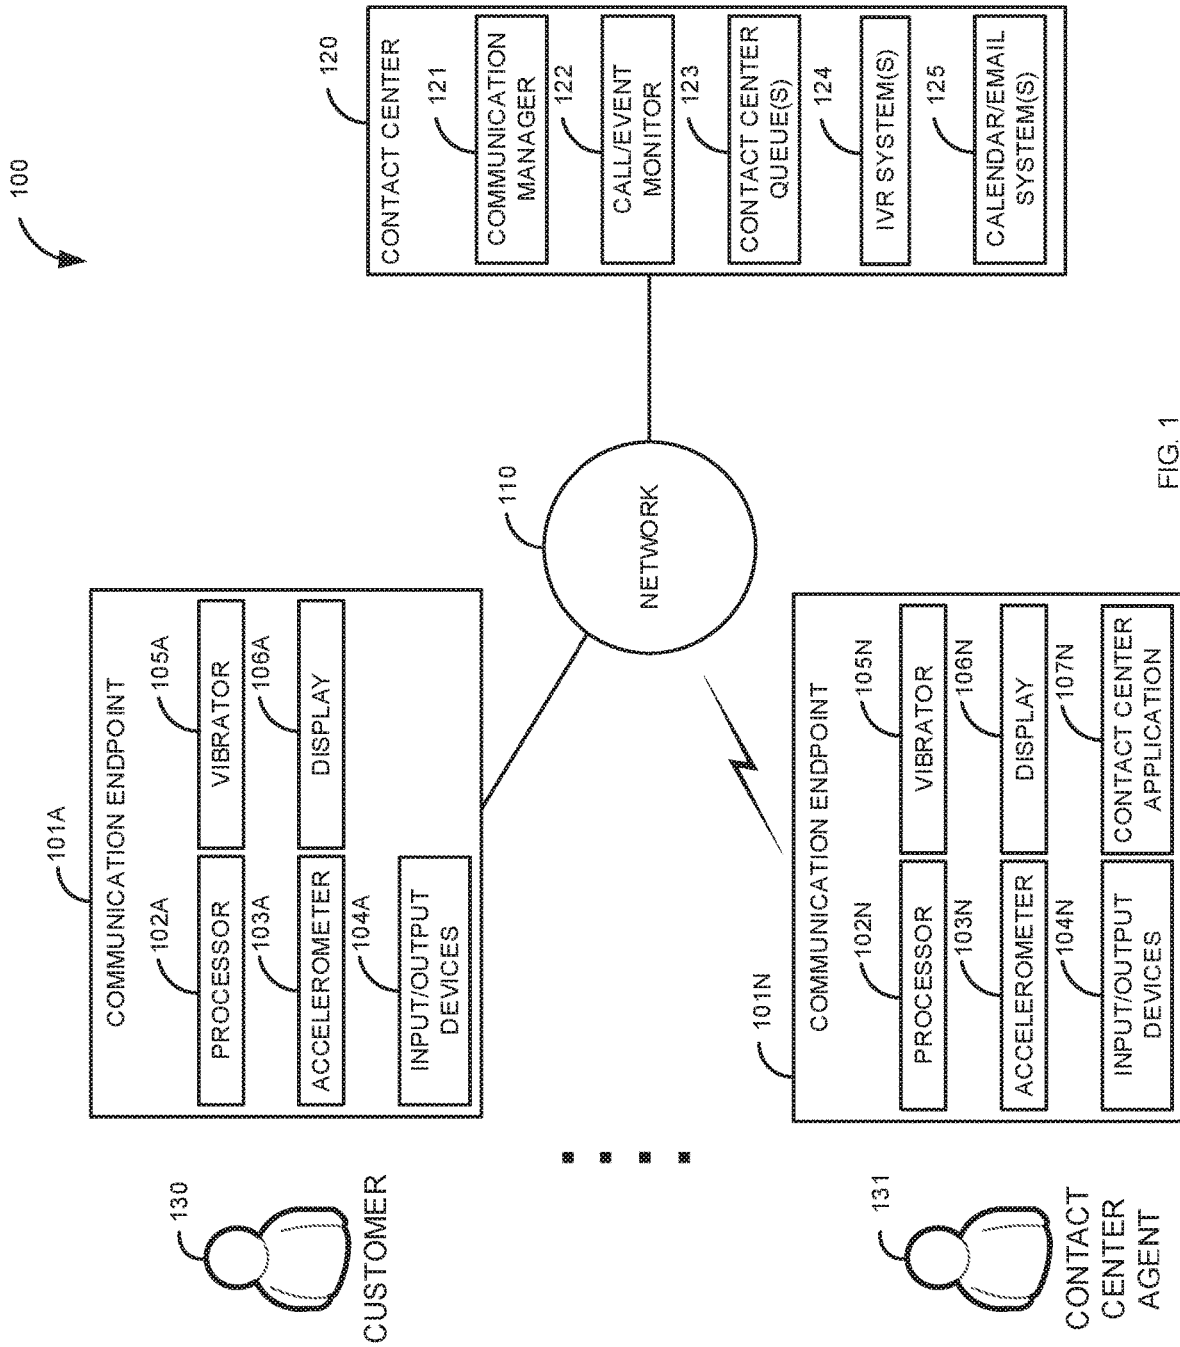 100
130
CUSTOMER
101A
COMMUNICATION ENDPOINT
102A
PROCESSOR
105A
VIBRATOR
103A
ACCELEROMETER
106A
DISPLAY
104A
INPUT/OUTPUT
DEVICES
110
NETWORK
120
CONTACT CENTER
121
COMMUNICATION
MANAGER
122
CALL/EVENT
MONITOR
123
CONTACT CENTER
QUEUE(S)
124
IVR SYSTEM(S)
125
CALENDAR/EMAIL
SYSTEM(S)
131
CONTACT
CENTER
AGENT
101N
COMMUNICATION ENDPOINT
102N
PROCESSOR
105N
VIBRATOR
103N
ACCELEROMETER
106N
DISPLAY
104N
INPUT/OUTPUT
DEVICES
107N
CONTACT CENTER
APPLICATION
FIG. 1